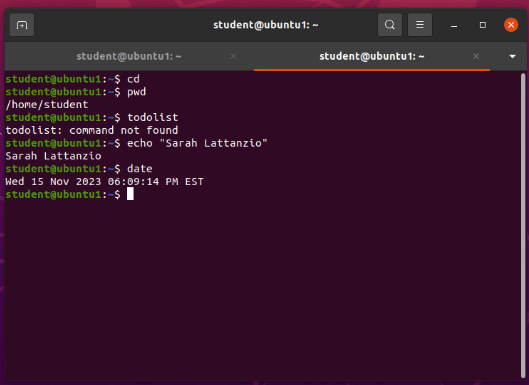 student@ubuntu1: ~
student@ubuntu1: ~
student@ubuntu1: ~
student@ubuntu1:~$ cd
student@ubuntu1:~$ pwd
/home/student
student@ubuntu1:~$ todolist
todolist: command not found
student@ubuntu1:~$ echo "Sarah Lattanzio"
Sarah Lattanzio
student@ubuntu1:~$ date
Wed 15 Nov 2023 06:09:14 PM EST
student@ubuntu1:~$